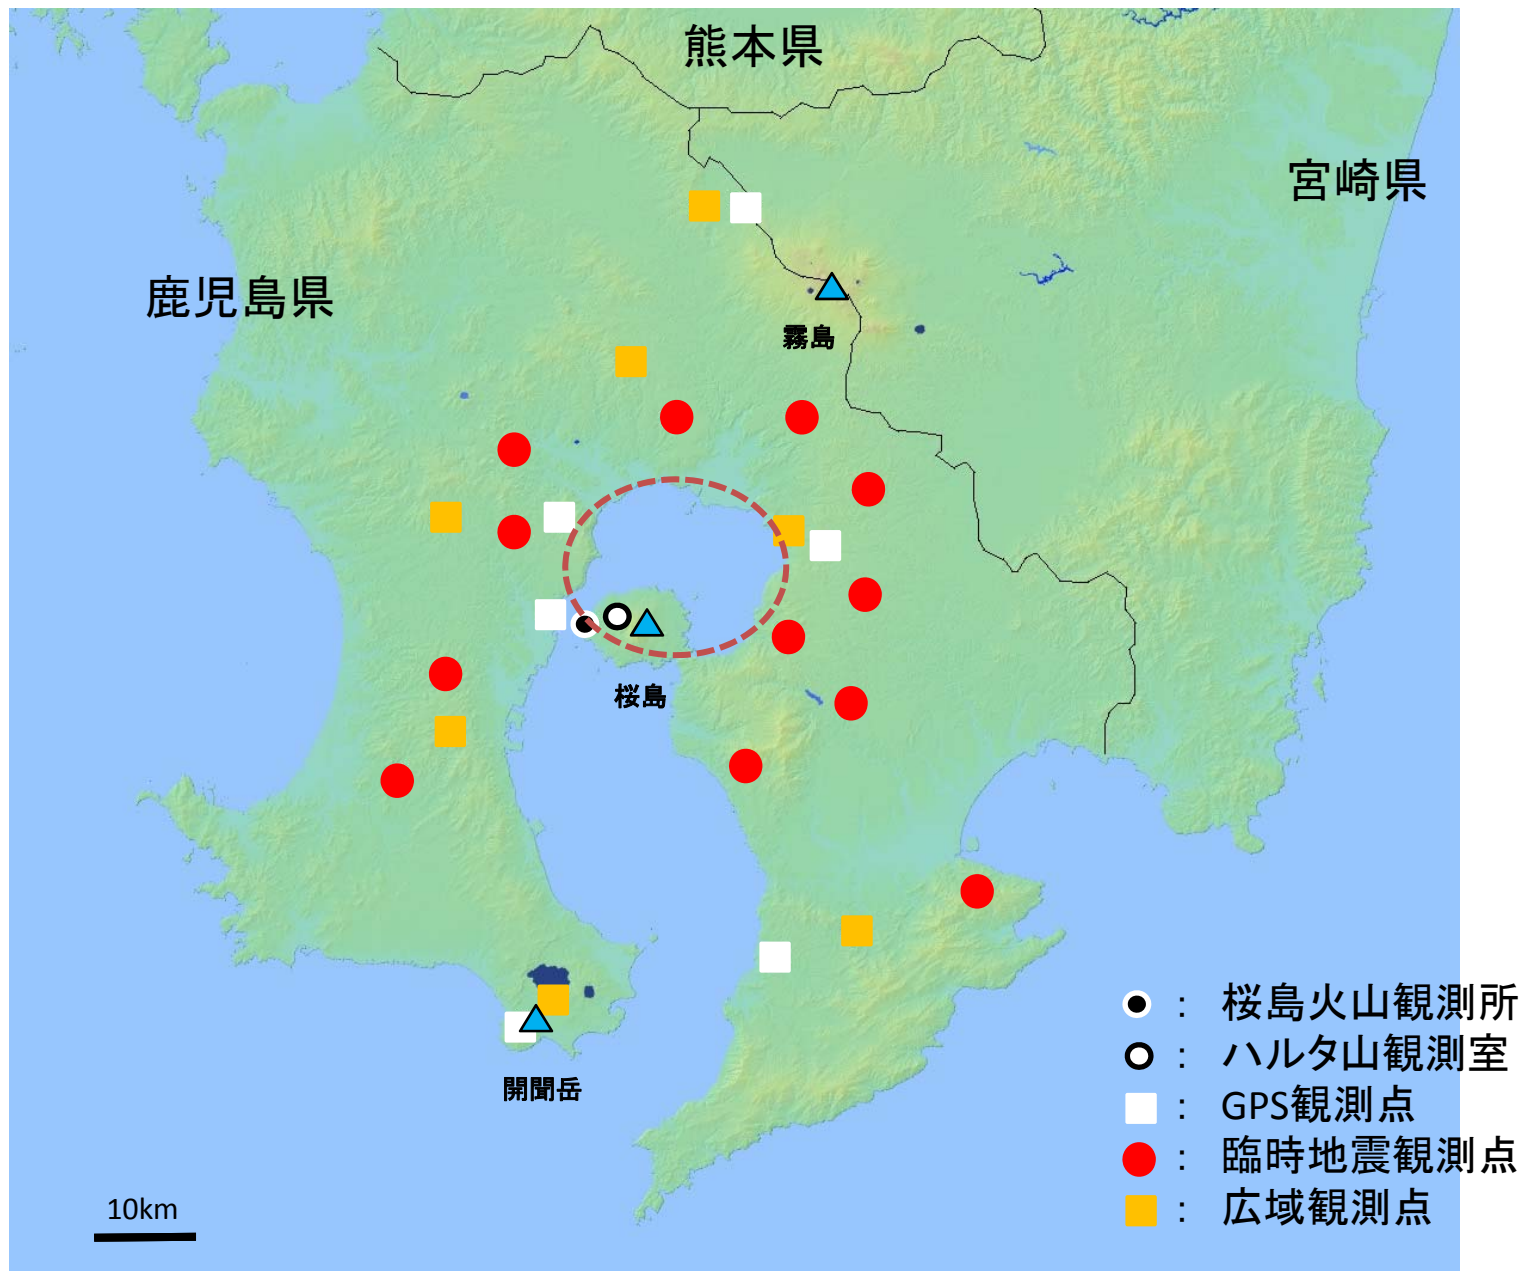 熊本県
宮崎県
鹿児島県
霧島
桜島
開聞岳
： 桜島火山観測所
： ハルタ山観測室
： GPS観測点
： 臨時地震観測点
： 広域観測点
10km